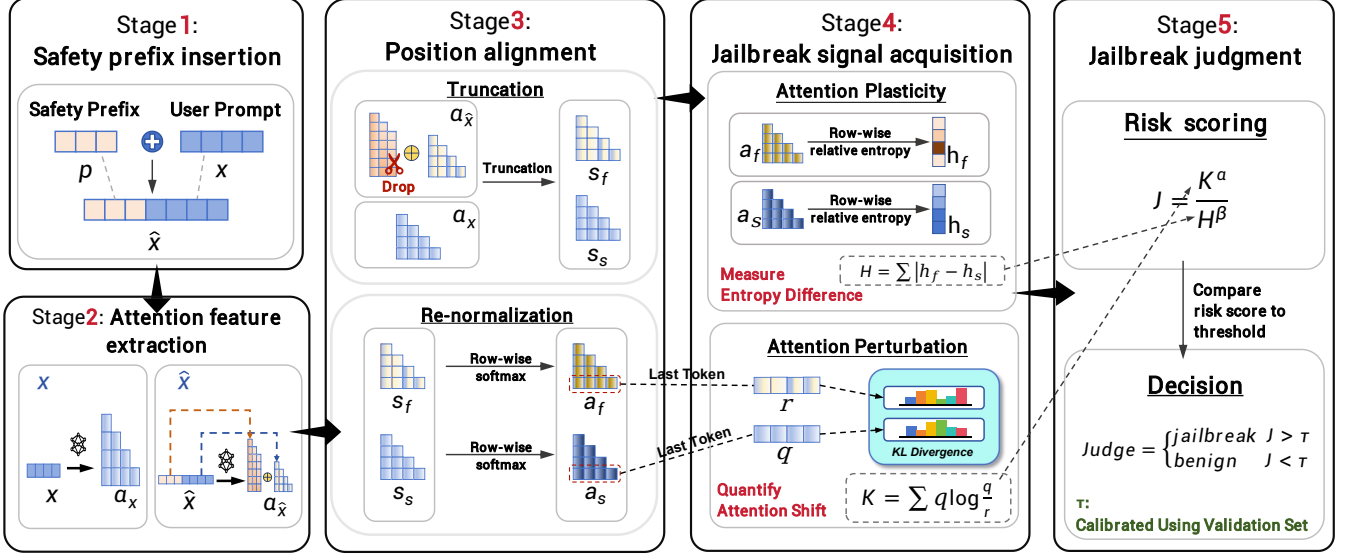 Stage1:
Safety prefix insertion
Safety Prefix
User Prompt
p
x
x̂
Stage2: Attention feature
extraction
x
x̂
x
a_x
x̂
a_x̂
Stage3:
Position alignment
Truncation
a_x̂
Drop
a_x
Truncation
s_f
s_s
Re-normalization
s_f
Row-wise
softmax
a_f
s_s
Row-wise
softmax
a_s
Last Token
Last Token
Stage4:
Jailbreak signal acquisition
Attention Plasticity
a_f
Row-wise
relative entropy
h_f
a_s
Row-wise
relative entropy
h_s
Measure
Entropy Difference
H = ∑ |h_f − h_s|
Attention Perturbation
r
q
KL Divergence
Quantify
Attention Shift
K = ∑ q log q/r
Stage5:
Jailbreak judgment
Risk scoring
J = K^α / H^β
Compare
risk score to
threshold
Decision
Judge = { jailbreak J > τ
benign J < τ
τ:
Calibrated Using Validation Set